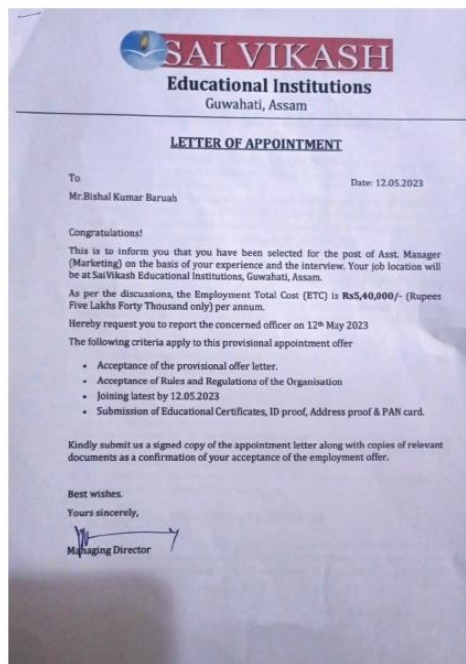 SAI VIKASH
Educational Institutions
Guwahati, Assam
LETTER OF APPOINTMENT
To
Date: 12.05.2023
Mr.Bishal Kumar Baruah
Congratulations!
This is to inform you that you have been selected for the post of Asst. Manager
(Marketing) on the basis of your experience and the interview. Your job location will
be at SaiVikash Educational Institutions, Guwahati, Assam.
As per the discussions, the Employment Total Cost (ETC) is Rs5,40,000/- (Rupees
Five Lakhs Forty Thousand only) per annum.
Hereby request you to report the concerned officer on 12th May 2023
The following criteria apply to this provisional appointment offer
• Acceptance of the provisional offer letter.
• Acceptance of Rules and Regulations of the Organisation
• Joining latest by 12.05.2023
• Submission of Educational Certificates, ID proof, Address proof & PAN card.
Kindly submit us a signed copy of the appointment letter along with copies of relevant
documents as a confirmation of your acceptance of the employment offer.
Best wishes.
Yours sincerely,
Managing Director